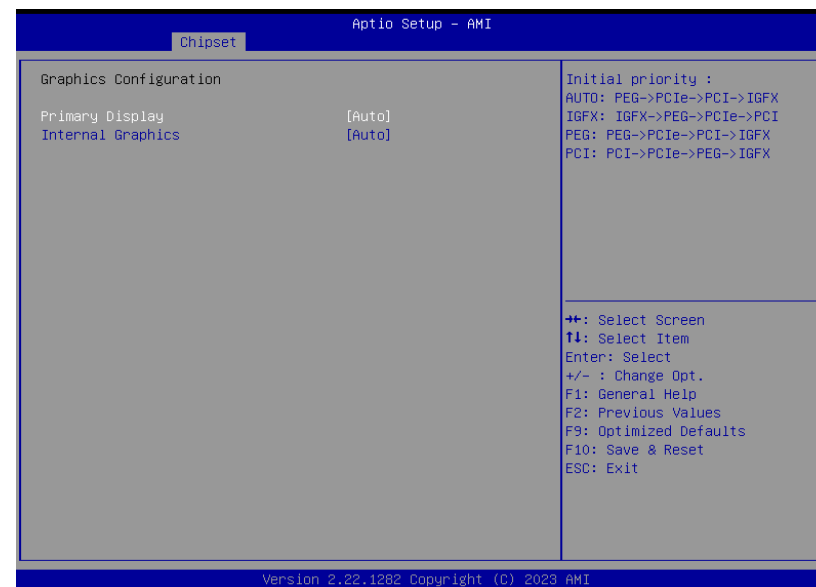 Aptio Setup – AMI
Chipset
Graphics Configuration
Primary Display [Auto]
Internal Graphics [Auto]
Initial priority :
AUTO: PEG->PCIe->PCI->IGFX
IGFX: IGFX->PEG->PCIe->PCI
PEG: PEG->PCIe->PCI->IGFX
PCI: PCI->PCIe->PEG->IGFX
→←: Select Screen
↑↓: Select Item
Enter: Select
+/- : Change Opt.
F1: General Help
F2: Previous Values
F9: Optimized Defaults
F10: Save & Reset
ESC: Exit
Version 2.22.1282 Copyright (C) 2023 AMI